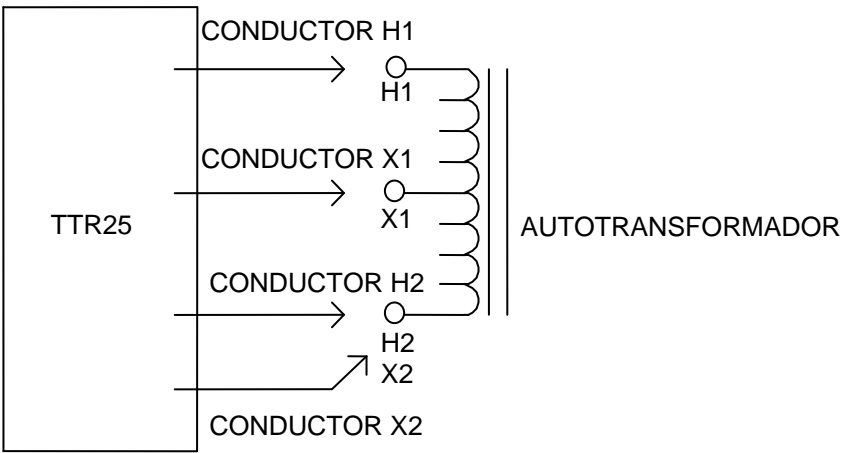 CONDUCTOR H1
H1
CONDUCTOR X1
X1
TTR25
AUTOTRANSFORMADOR
CONDUCTOR H2
H2
X2
CONDUCTOR X2